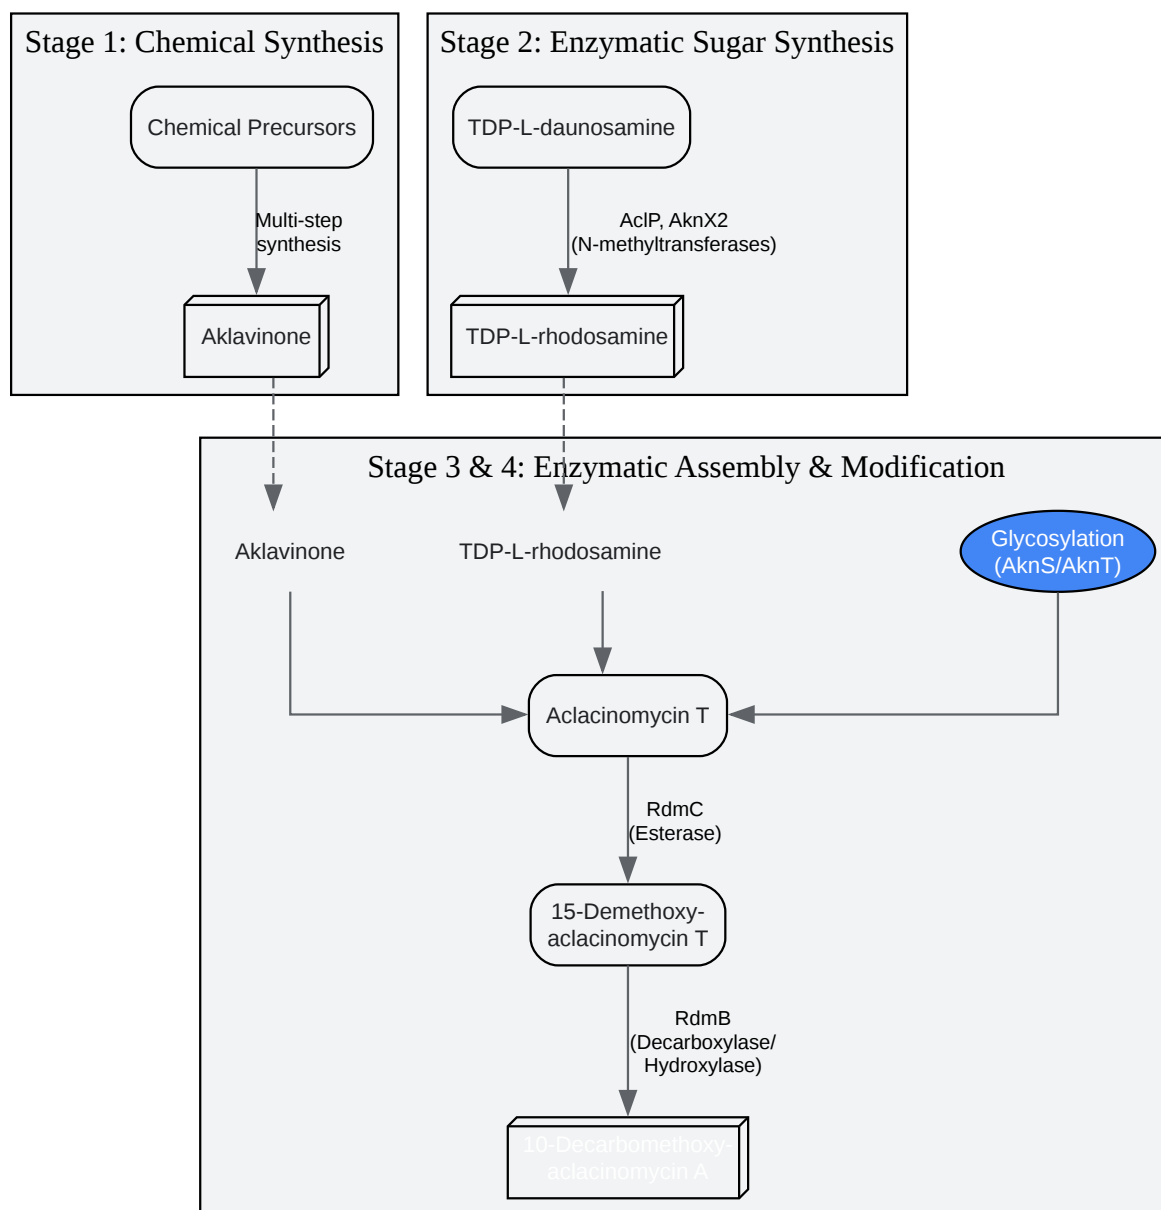 Stage 1: Chemical Synthesis
Stage 2: Enzymatic Sugar Synthesis
Chemical Precursors
TDP-L-daunosamine
Multi-step
synthesis
AclP, AknX2
(N-methyltransferases)
Aklavinone
TDP-L-rhodosamine
Stage 3 & 4: Enzymatic Assembly & Modification
Aklavinone
TDP-L-rhodosamine
Glycosylation
(AknS/AknT)
Aclacinomycin T
RdmC
(Esterase)
15-Demethoxy-
aclacinomycin T
RdmB
(Decarboxylase/
Hydroxylase)
10-Decarbomethoxy-
aclacinomycin A